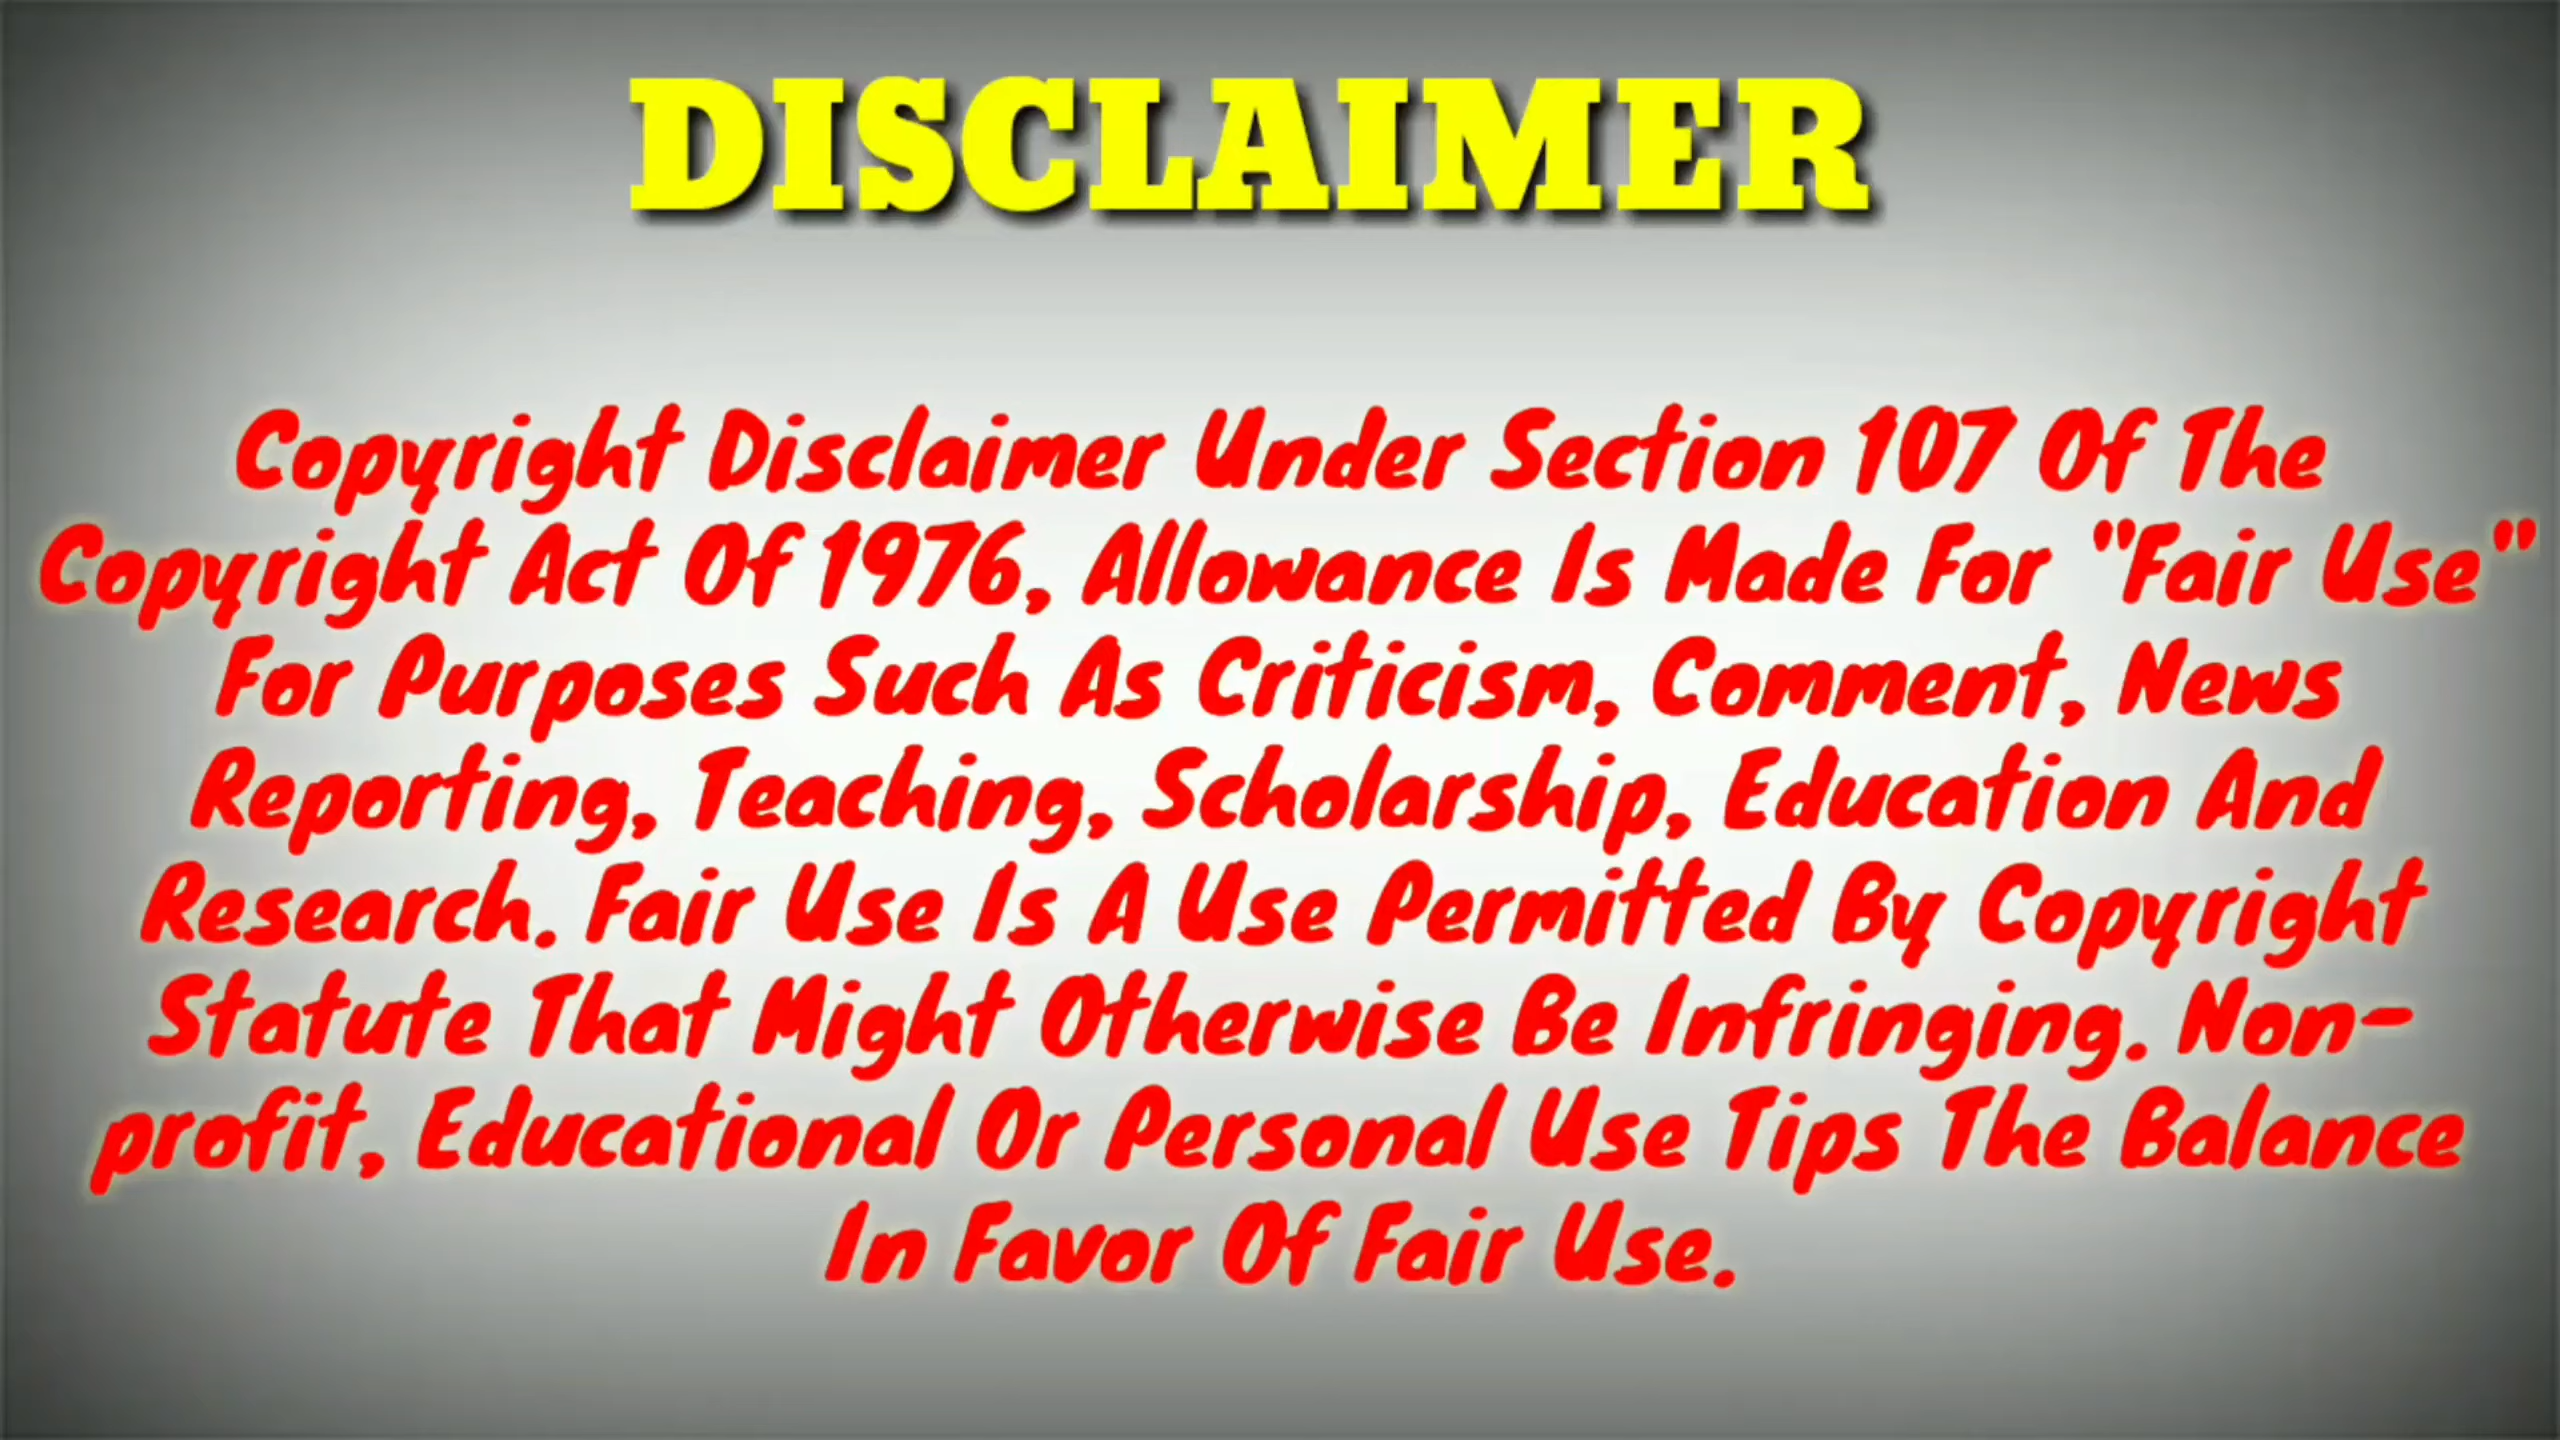 DISCLAIMER
Copyright Disclaimer Under Section 107 Of The
Copyright Act Of 1976, Allowance Is Made For "Fair Use"
For Purposes Such As Criticism, Comment, News
Reporting, Teaching, Scholarship, Education And
Research. Fair Use Is A Use Permitted By Copyright
Statute That Might Otherwise Be Infringing. Non-
profit, Educational Or Personal Use Tips The Balance
In Favor Of Fair Use.